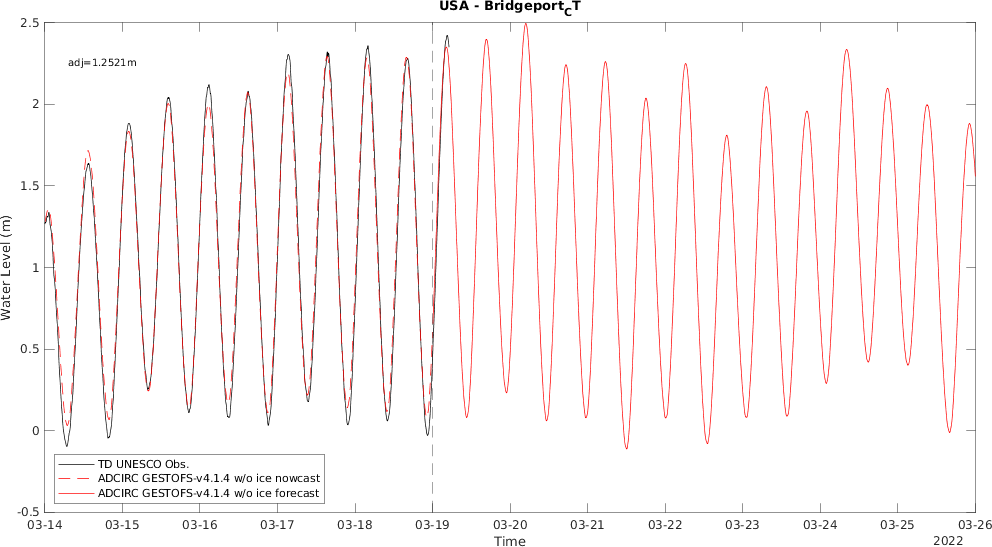 USA - Bridgeport_CT
adj=1.2521m
2.5
2
1.5
1
0.5
0
-0.5
Water Level (m)
TD UNESCO Obs.
ADCIRC GESTOFS-v4.1.4 w/o ice nowcast
ADCIRC GESTOFS-v4.1.4 w/o ice forecast
03-14 03-15 03-16 03-17 03-18 03-19 03-20 03-21 03-22 03-23 03-24 03-25 03-26
Time
2022